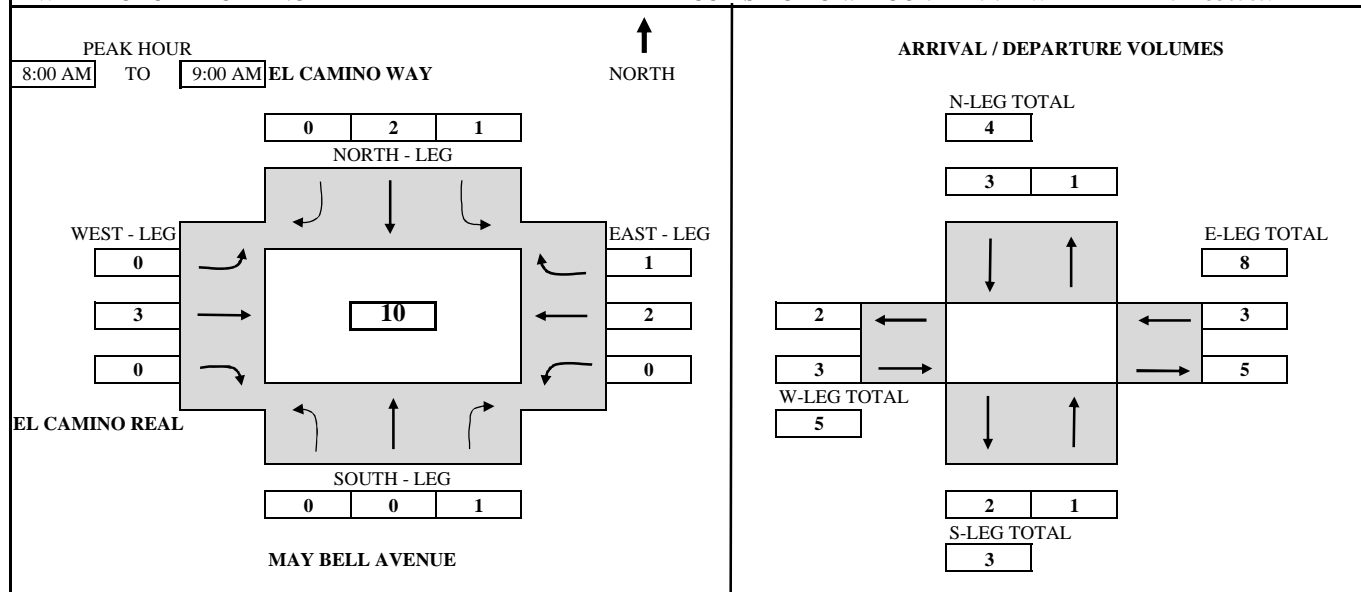 PEAK HOUR
8:00 AM TO 9:00 AM EL CAMINO WAY
NORTH
0 2 1
NORTH - LEG
WEST - LEG
EAST - LEG
0
1
3
10
2
0
0
EL CAMINO REAL
SOUTH - LEG
0 0 1
MAY BELL AVENUE
ARRIVAL / DEPARTURE VOLUMES
N-LEG TOTAL
4
3 1
E-LEG TOTAL
8
2
3
3
5
W-LEG TOTAL
5
2 1
S-LEG TOTAL
3